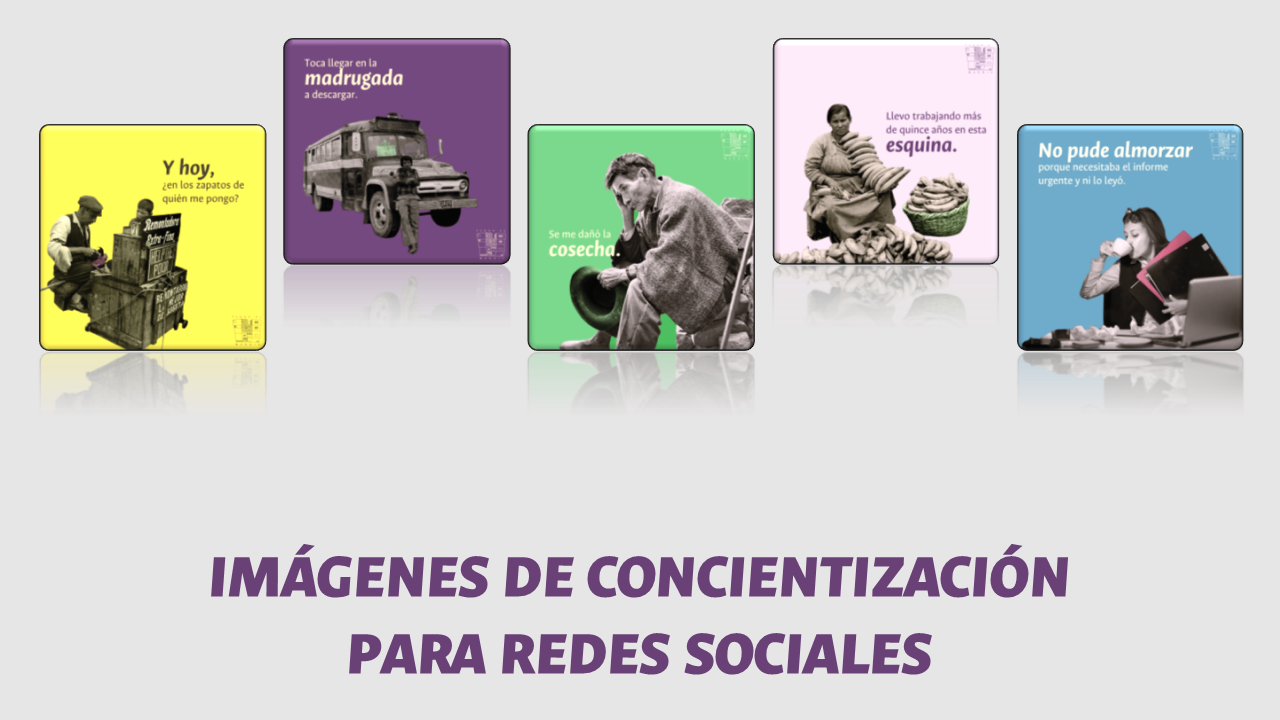 Y hoy,
¿en los zapatos de
quién me pongo?
Toca llegar en la
madrugada
a descargar.
Se me dañó la
cosecha.
Llevo trabajando más
de quince años en esta
esquina.
No pude almorzar
porque necesitaba el informe
urgente y ni lo leyó.
IMÁGENES DE CONCIENTIZACIÓN
PARA REDES SOCIALES